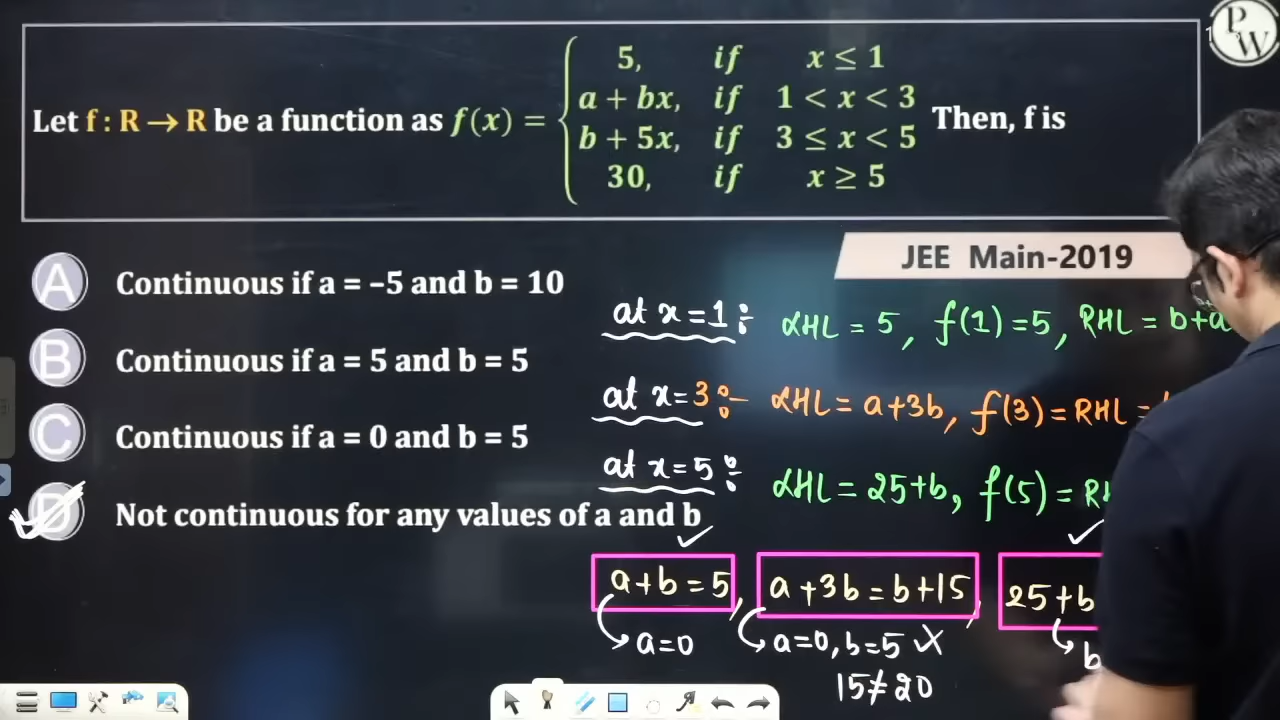 PW
Let f : R → R be a function as f(x) = { 5, if x ≤ 1
a + bx, if 1 < x < 3
b + 5x, if 3 ≤ x < 5
30, if x ≥ 5
Then, f is
JEE Main-2019
A Continuous if a = –5 and b = 10
B Continuous if a = 5 and b = 5
C Continuous if a = 0 and b = 5
D Not continuous for any values of a and b
at x=1 : LHL = 5, f(1)=5, RHL = b+a
at x=3 :- LHL = a+3b, f(3) = RHL =
at x=5 : LHL = 25+b, f(5) =
a+b=5, a+3b=b+15, 25+b
a=0 a=0, b=5 X b
15≠20